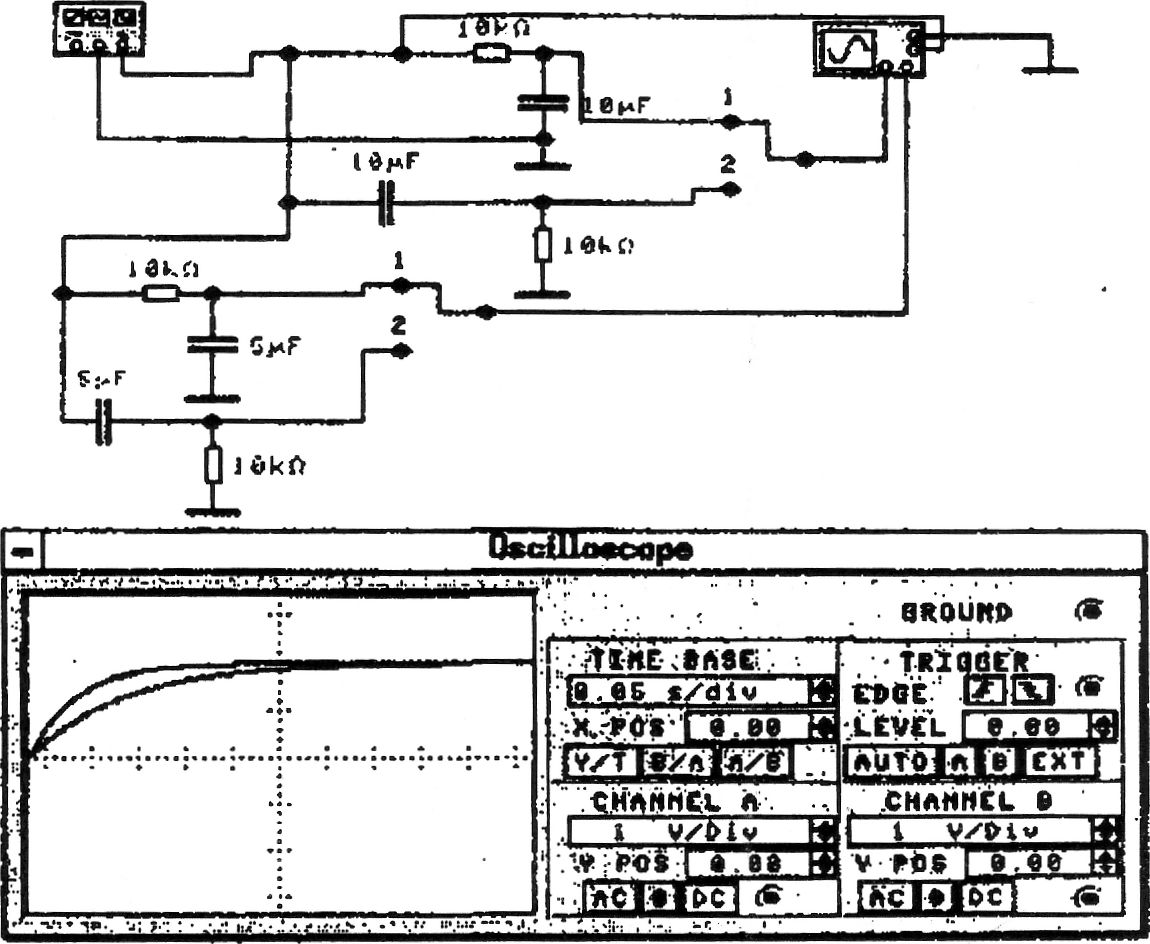 10kΩ
10µF
1
10µF
2
10kΩ
10kΩ
1
2
5µF
5µF
10kΩ
Oscilloscope
GROUND
TIME BASE
0.05 s/div
X POS 0.00
Y/T B/A A/B
TRIGGER
EDGE
LEVEL 0.00
AUTO A B EXT
CHANNEL A
1 V/Div
Y POS 0.00
AC 0 DC
CHANNEL B
1 V/Div
Y POS 0.00
AC 0 DC